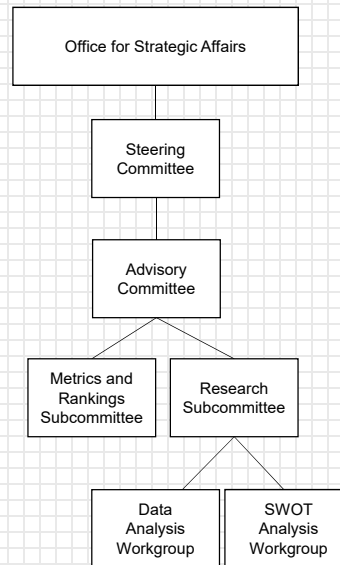 Office for Strategic Affairs
Steering
Committee
Advisory
Committee
Metrics and
Rankings
Subcommittee
Research
Subcommittee
Data
Analysis
Workgroup
SWOT
Analysis
Workgroup